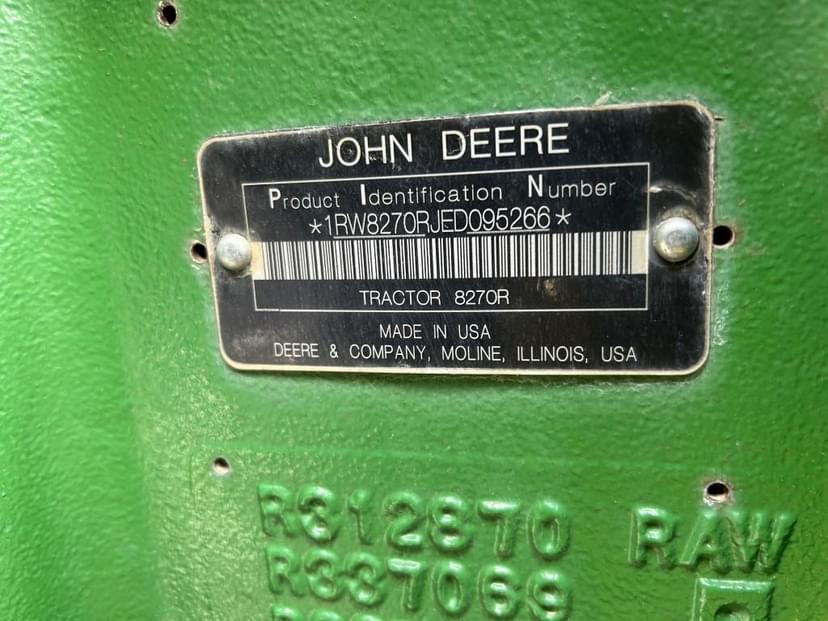 JOHN DEERE
Product Identification Number
*1RW8270RJED095266*
TRACTOR 8270R
MADE IN USA
DEERE & COMPANY, MOLINE, ILLINOIS, USA
R312870 RAW
R337069